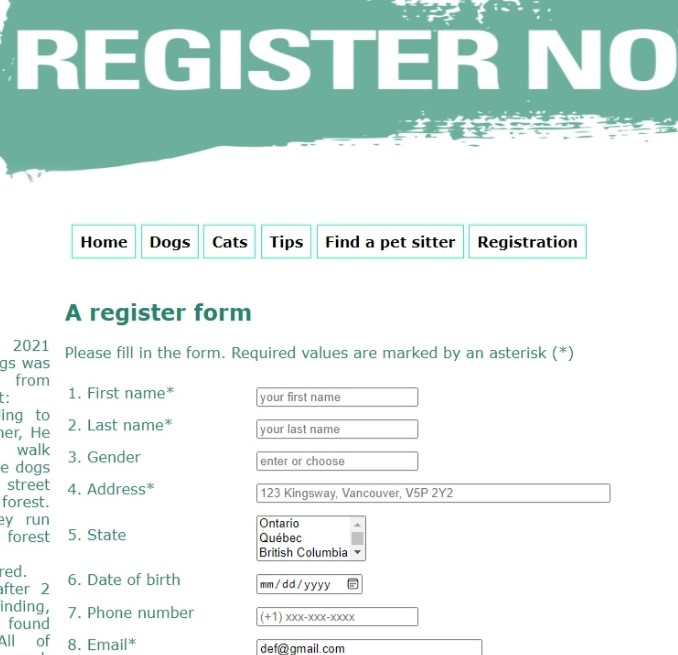 REGISTER NO
Home Dogs Cats Tips Find a pet sitter Registration
A register form
Please fill in the form. Required values are marked by an asterisk (*)
2021
gs was
from
t:
ing to
ner, He
walk
e dogs
street
forest.
ey run
forest
red.
after 2
inding,
found
All of
1. First name* your first name
2. Last name* your last name
3. Gender enter or choose
4. Address* 123 Kingsway, Vancouver, V5P 2Y2
5. State Ontario
Québec
British Columbia
6. Date of birth mm/dd/yyyy
7. Phone number (+1) xxx-xxx-xxxx
8. Email* def@gmail.com